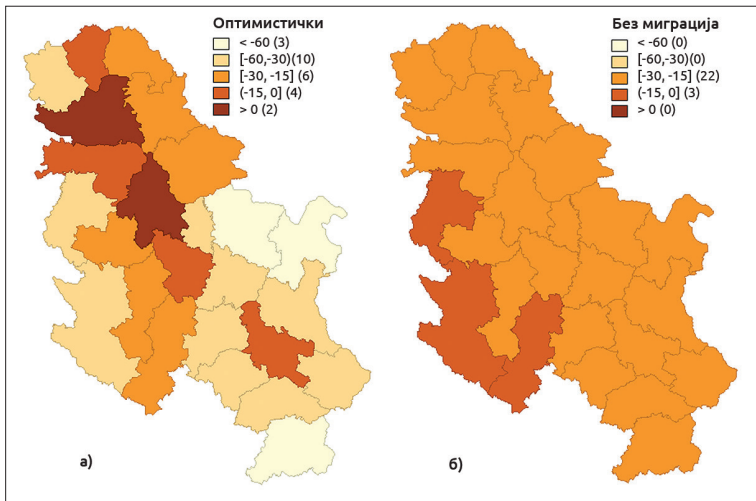 Оптимистички
< -60 (3)
[-60,-30)(10)
[-30, -15] (6)
(-15, 0] (4)
> 0 (2)
а)
Без миграција
< -60 (0)
[-60,-30)(0)
[-30, -15] (22)
(-15, 0] (3)
> 0 (0)
б)